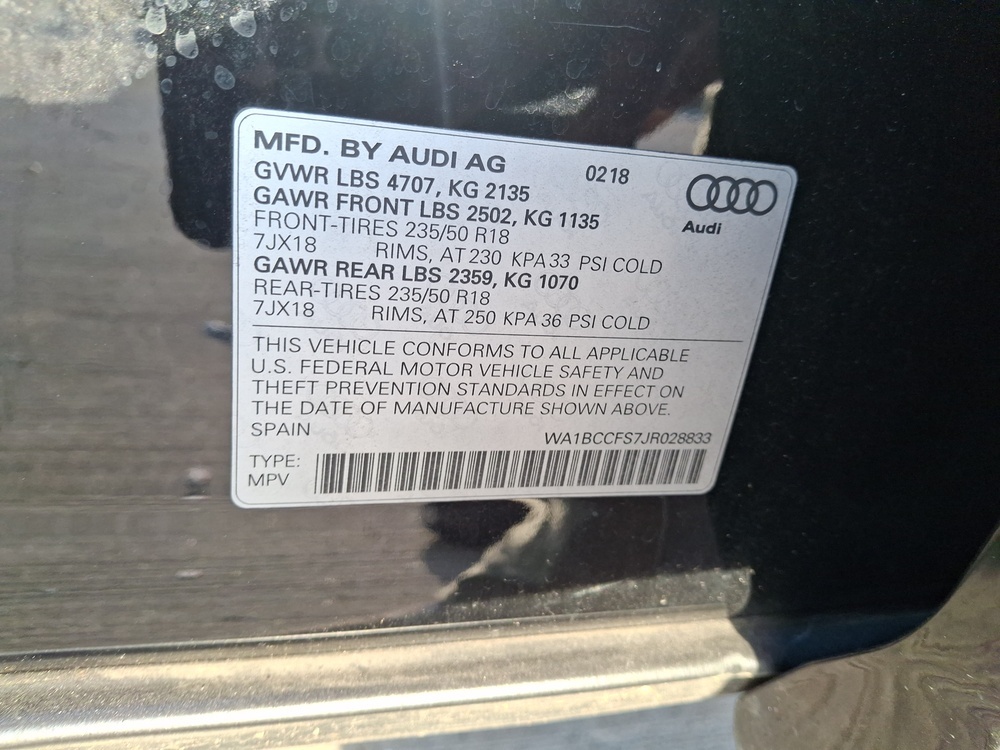 MFD. BY AUDI AG 0218
GVWR LBS 4707, KG 2135
GAWR FRONT LBS 2502, KG 1135
FRONT-TIRES 235/50 R18
7JX18 RIMS, AT 230 KPA 33 PSI COLD
GAWR REAR LBS 2359, KG 1070
REAR-TIRES 235/50 R18
7JX18 RIMS, AT 250 KPA 36 PSI COLD
Audi
THIS VEHICLE CONFORMS TO ALL APPLICABLE
U.S. FEDERAL MOTOR VEHICLE SAFETY AND
THEFT PREVENTION STANDARDS IN EFFECT ON
THE DATE OF MANUFACTURE SHOWN ABOVE.
SPAIN WA1BCCFS7JR028833
TYPE:
MPV